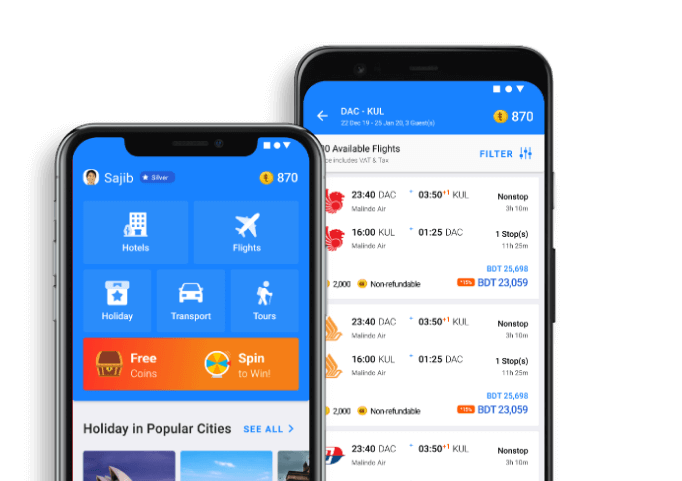 Sajib
Silver
870
Hotels
Flights
Holiday
Transport
Tours
Free
Coins
Spin
to Win!
Holiday in Popular Cities
SEE ALL
DAC - KUL
22 Dec 19 - 25 Jan 20, 3 Guest(s)
870
Available Flights
includes VAT & Tax
FILTER
23:40 DAC 03:50+1 KUL Nonstop
Malindo Air 3h 10m
16:00 KUL 01:25 DAC 1 Stop(s)
Malindo Air 11h 25m
BDT 25,698
2,000 Non-refundable BDT 23,059
23:40 DAC 03:50+1 KUL Nonstop
Malindo Air 3h 10m
16:00 KUL 01:25 DAC 1 Stop(s)
Malindo Air 11h 25m
BDT 25,698
2,000 Non-refundable BDT 23,059
23:40 DAC 03:50+1 KUL Nonstop
Malindo Air 3h 10m